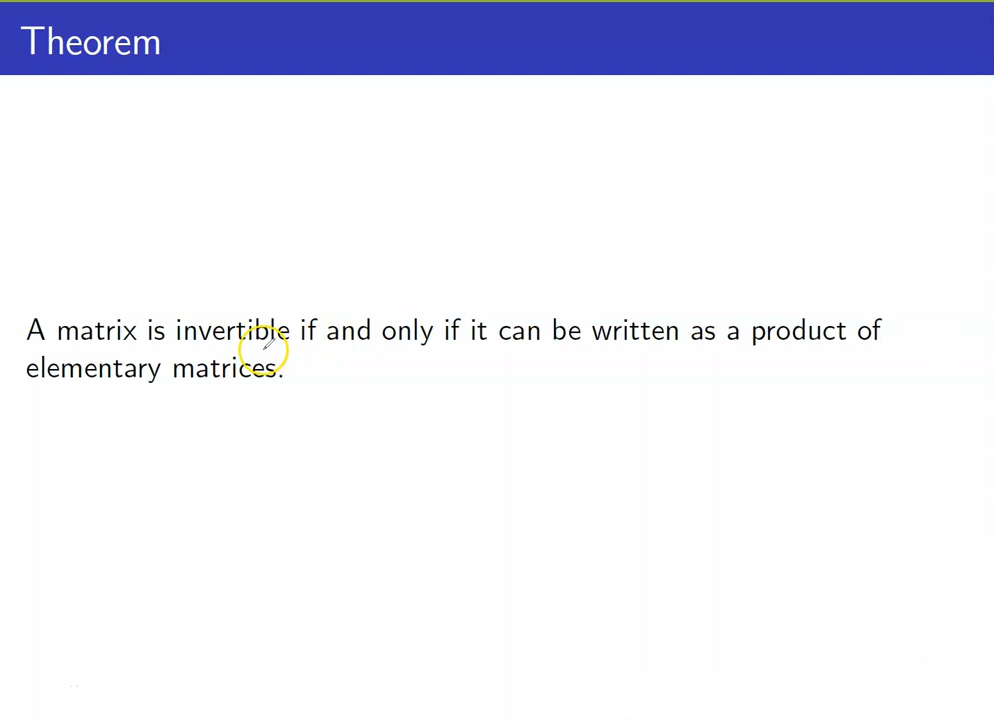 Theorem
A matrix is invertible if and only if it can be written as a product of
elementary matrices.